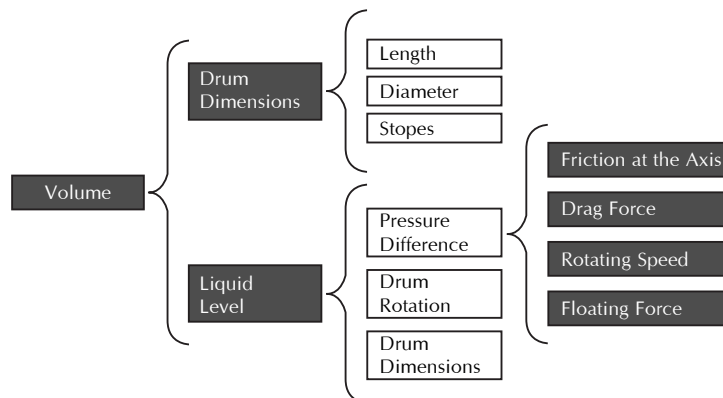 Volume
Drum
Dimensions
Length
Diameter
Stopes
Liquid
Level
Pressure
Difference
Drum
Rotation
Drum
Dimensions
Friction at the Axis
Drag Force
Rotating Speed
Floating Force